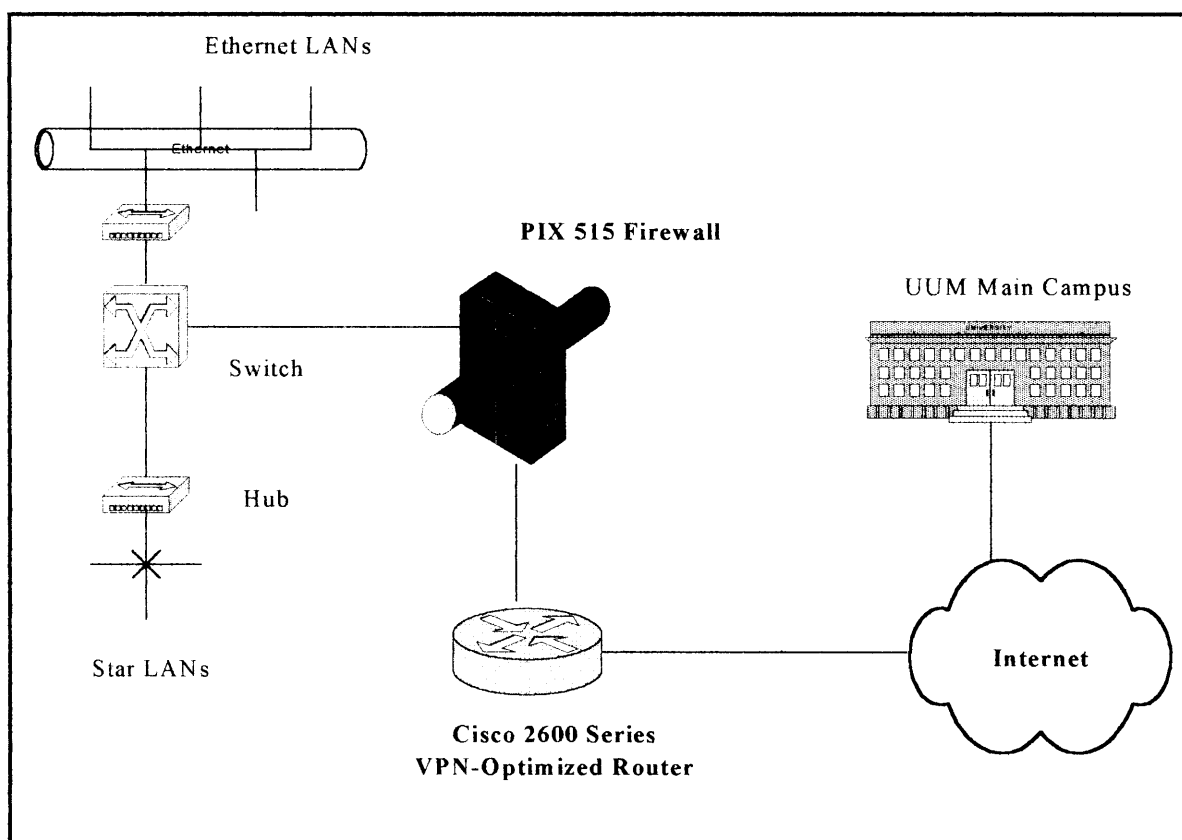 Ethernet LANs
Ethernet
PIX 515 Firewall
UUM Main Campus
UNIVERSITY
Switch
Hub
Star LANs
Internet
Cisco 2600 Series
VPN-Optimized Router